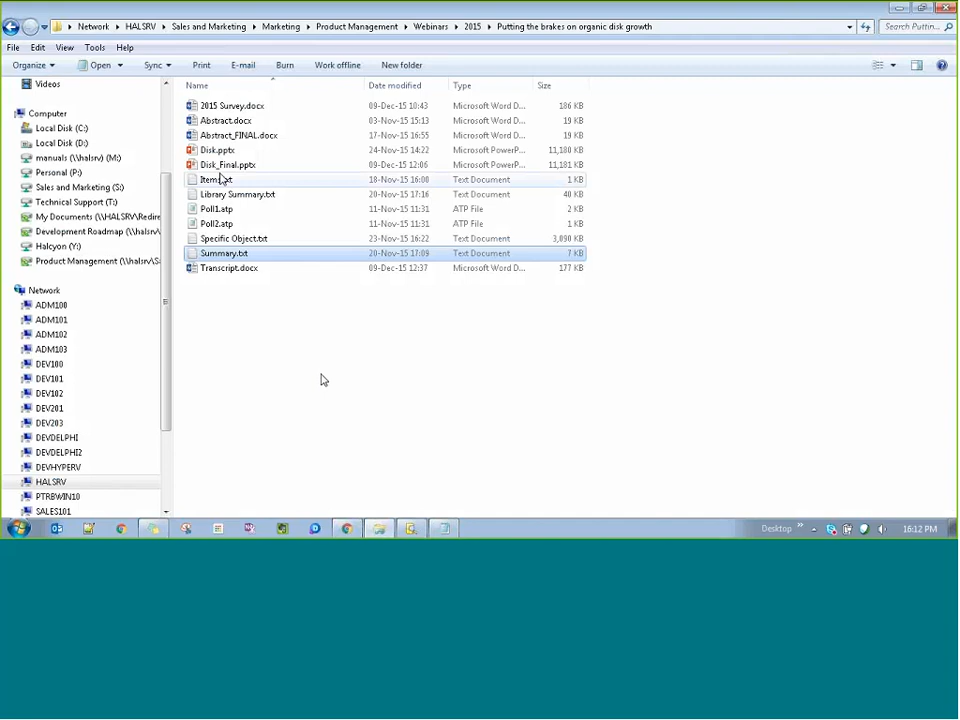 Network ▸ HALSRV ▸ Sales and Marketing ▸ Marketing ▸ Product Management ▸ Webinars ▸ 2015 ▸ Putting the brakes on organic disk growth
Search Puttin...
File Edit View Tools Help
Organize Open Sync Print E-mail Burn Work offline New folder
Name Date modified Type Size
Videos
Computer
Local Disk (C:)
Local Disk (D:)
manuals (\\halsrv) (M:)
Personal (P:)
Sales and Marketing (S:)
Technical Support (T:)
My Documents (\\HALSRV\Redire
Development Roadmap (\\halsrv\
Halcyon (Y:)
Product Management (\\halsrv\S
Network
ADM100
ADM101
ADM102
ADM103
DEV100
DEV101
DEV102
DEV201
DEV203
DEVDELPHI
DEVDELPHI2
DEVHYPERV
HALSRV
PTRBWIN10
SALES101
2015 Survey.docx 09-Dec-15 10:43 Microsoft Word D... 186 KB
Abstract.docx 03-Nov-15 15:13 Microsoft Word D... 19 KB
Abstract_FINAL.docx 17-Nov-15 16:55 Microsoft Word D... 19 KB
Disk.pptx 24-Nov-15 14:22 Microsoft PowerP... 11,180 KB
Disk_Final.pptx 09-Dec-15 12:06 Microsoft PowerP... 11,181 KB
18-Nov-15 16:00 Text Document 1 KB
Library Summary.txt 20-Nov-15 17:16 Text Document 40 KB
Poll1.atp 11-Nov-15 11:31 ATP File 2 KB
Poll2.atp 11-Nov-15 11:31 ATP File 2 KB
Specific Object.txt 23-Nov-15 16:22 Text Document 3,090 KB
Summary.txt 20-Nov-15 17:09 Text Document 7 KB
Transcript.docx 09-Dec-15 12:37 Microsoft Word D... 177 KB
Desktop » 16:12 PM